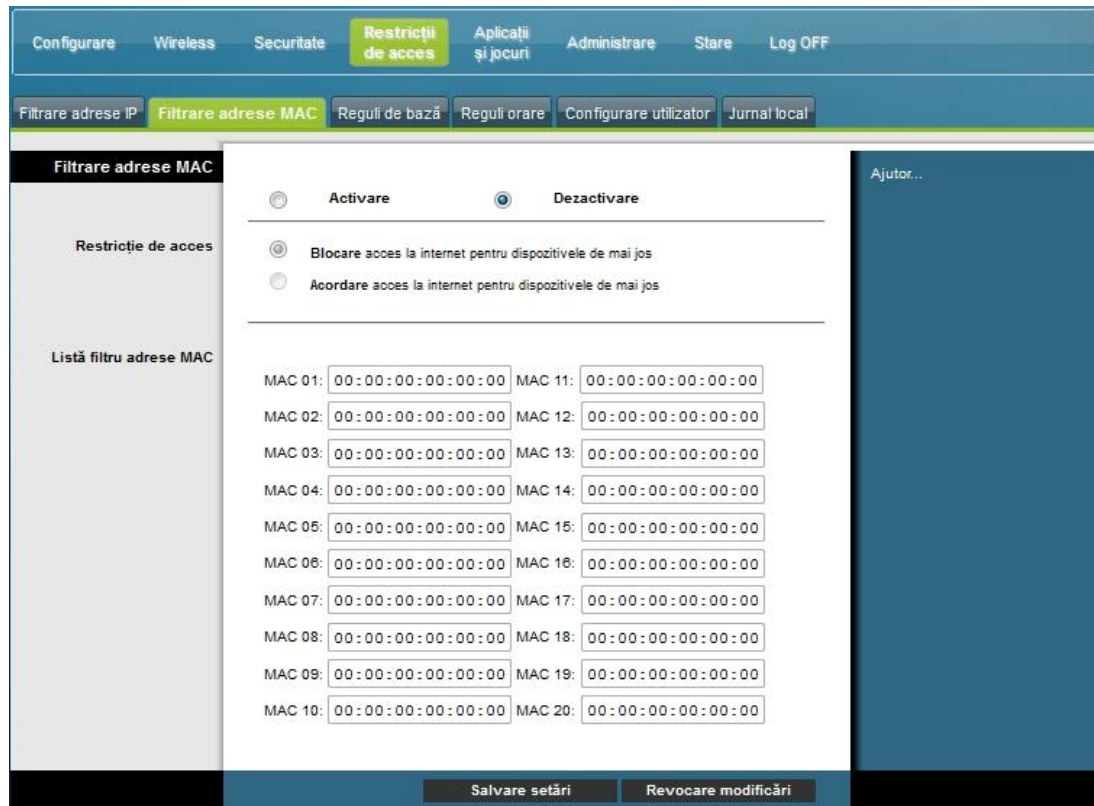 Configurare Wireless Securitate Restricții de acces Aplicații și jocuri Administrare Stare Log OFF
Filtrare adrese IP Filtrare adrese MAC Reguli de bază Reguli orare Configurare utilizator Jurnal local
Filtrare adrese MAC
Ajutor...
Activare Dezactivare
Restricție de acces
Blocare acces la internet pentru dispozitivele de mai jos
Acordare acces la internet pentru dispozitivele de mai jos
Listă filtru adrese MAC
MAC 01: 00:00:00:00:00:00 MAC 11: 00:00:00:00:00:00
MAC 02: 00:00:00:00:00:00 MAC 12: 00:00:00:00:00:00
MAC 03: 00:00:00:00:00:00 MAC 13: 00:00:00:00:00:00
MAC 04: 00:00:00:00:00:00 MAC 14: 00:00:00:00:00:00
MAC 05: 00:00:00:00:00:00 MAC 15: 00:00:00:00:00:00
MAC 06: 00:00:00:00:00:00 MAC 16: 00:00:00:00:00:00
MAC 07: 00:00:00:00:00:00 MAC 17: 00:00:00:00:00:00
MAC 08: 00:00:00:00:00:00 MAC 18: 00:00:00:00:00:00
MAC 09: 00:00:00:00:00:00 MAC 19: 00:00:00:00:00:00
MAC 10: 00:00:00:00:00:00 MAC 20: 00:00:00:00:00:00
Salvare setări Revocare modificări